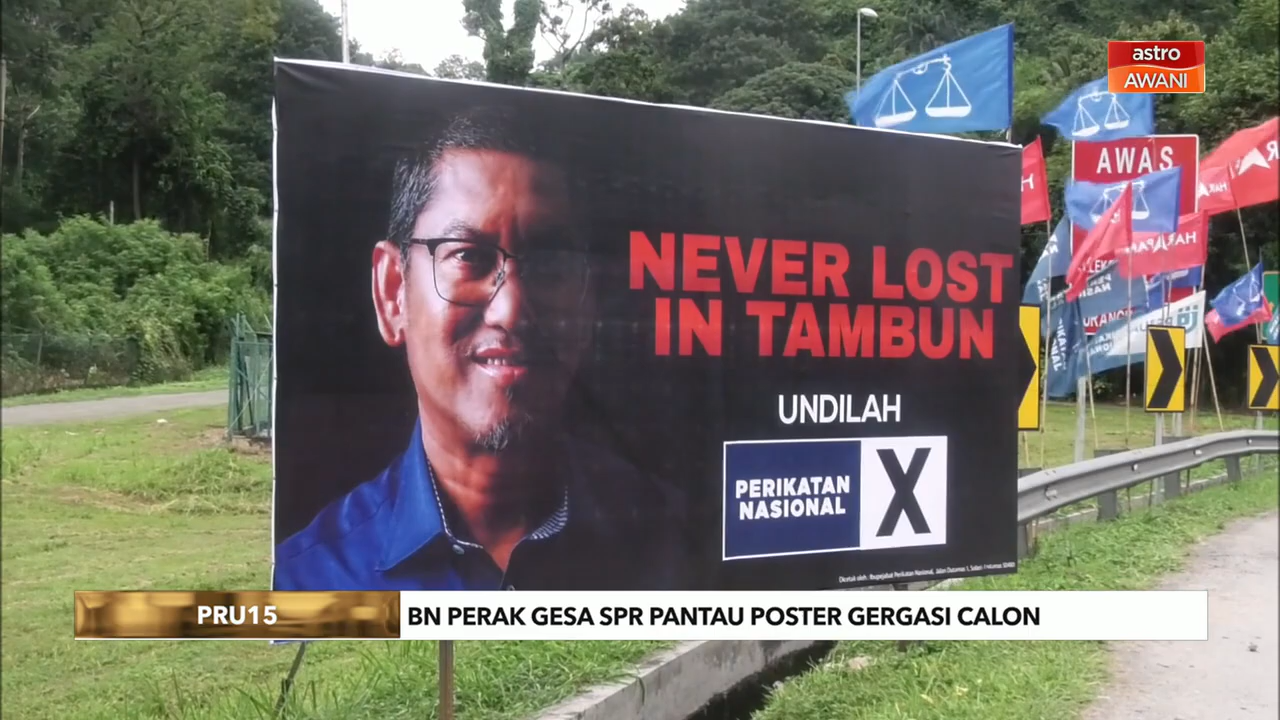 astro
AWANI
AWAS
NEVER LOST
IN TAMBUN
UNDILAH
PERIKATAN
NASIONAL
X
PRU15
BN PERAK GESA SPR PANTAU POSTER GERGASI CALON